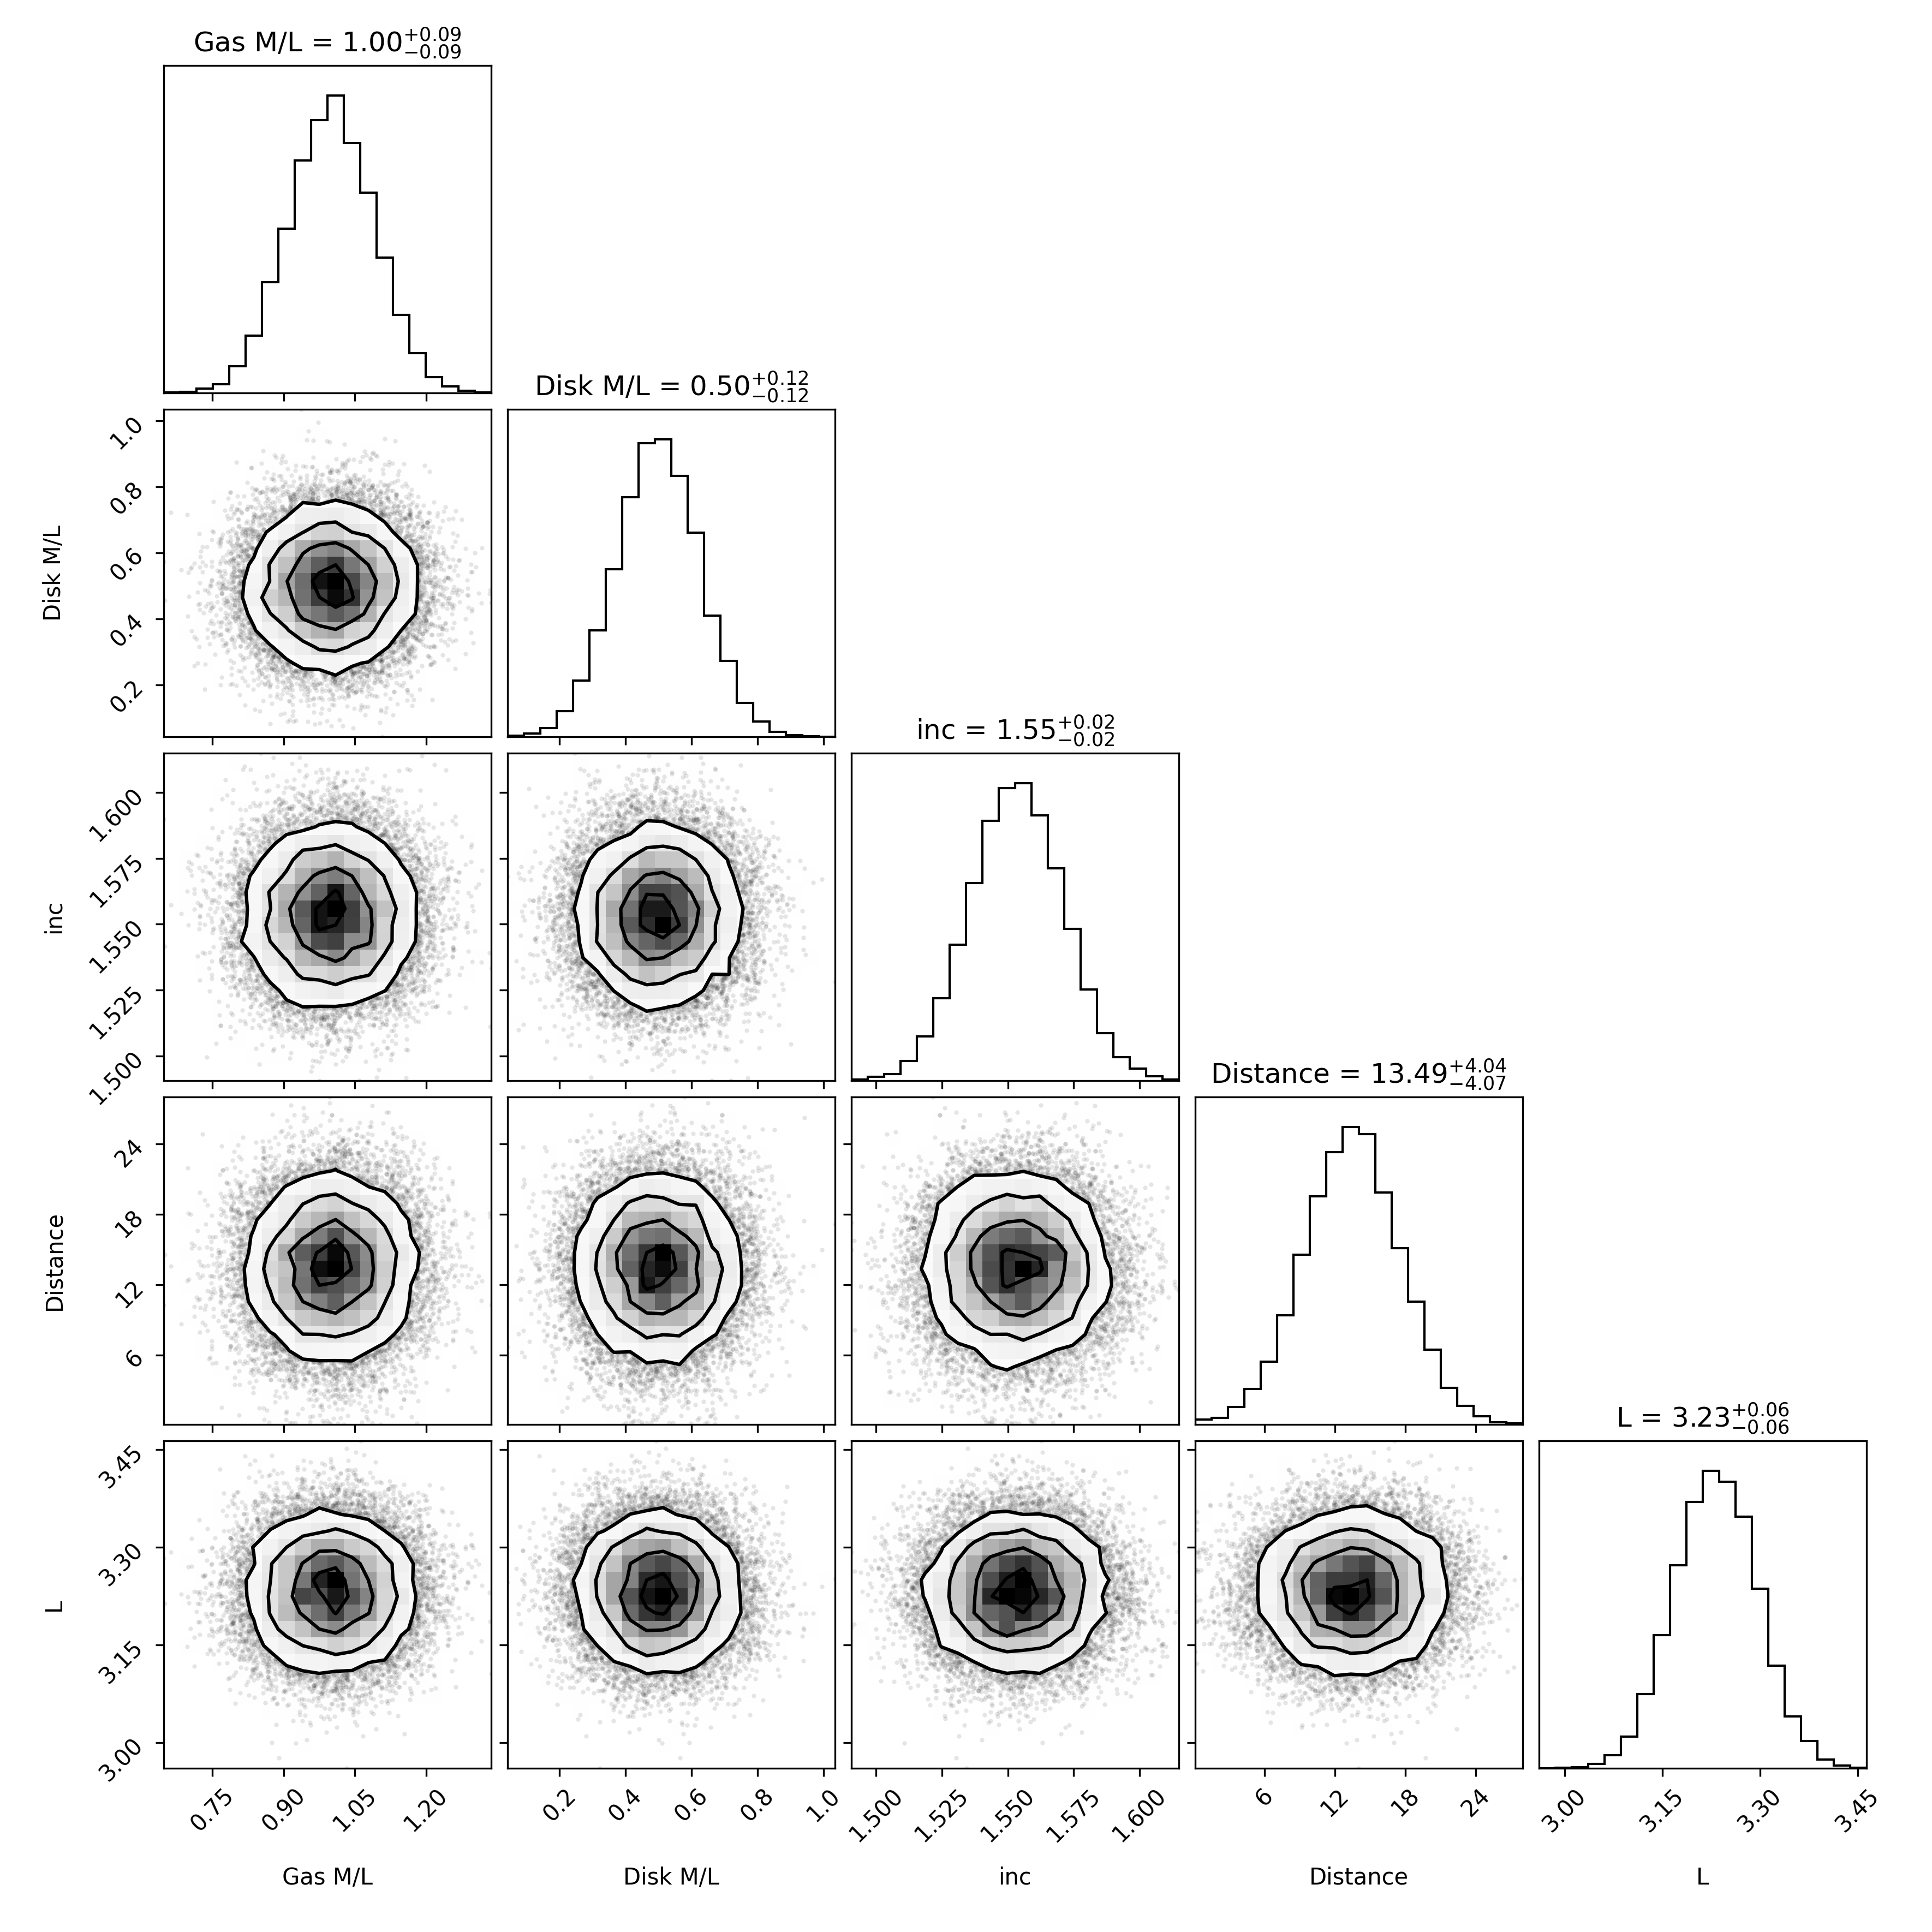 Gas M/L = 1.00 +0.09 −0.09
Disk M/L = 0.50 +0.12 −0.12
1.0
0.8
0.6
0.4
0.2
Disk M/L
inc = 1.55 +0.02 −0.02
1.600
1.575
1.550
1.525
1.500
inc
Distance = 13.49 +4.04 −4.07
24
18
12
6
Distance
L = 3.23 +0.06 −0.06
3.45
3.30
3.15
3.00
L
0.75 0.90 1.05 1.20 0.2 0.4 0.6 0.8 1.0 1.500 1.525 1.550 1.575 1.600 6 12 18 24 3.00 3.15 3.30 3.45
Gas M/L Disk M/L inc Distance L